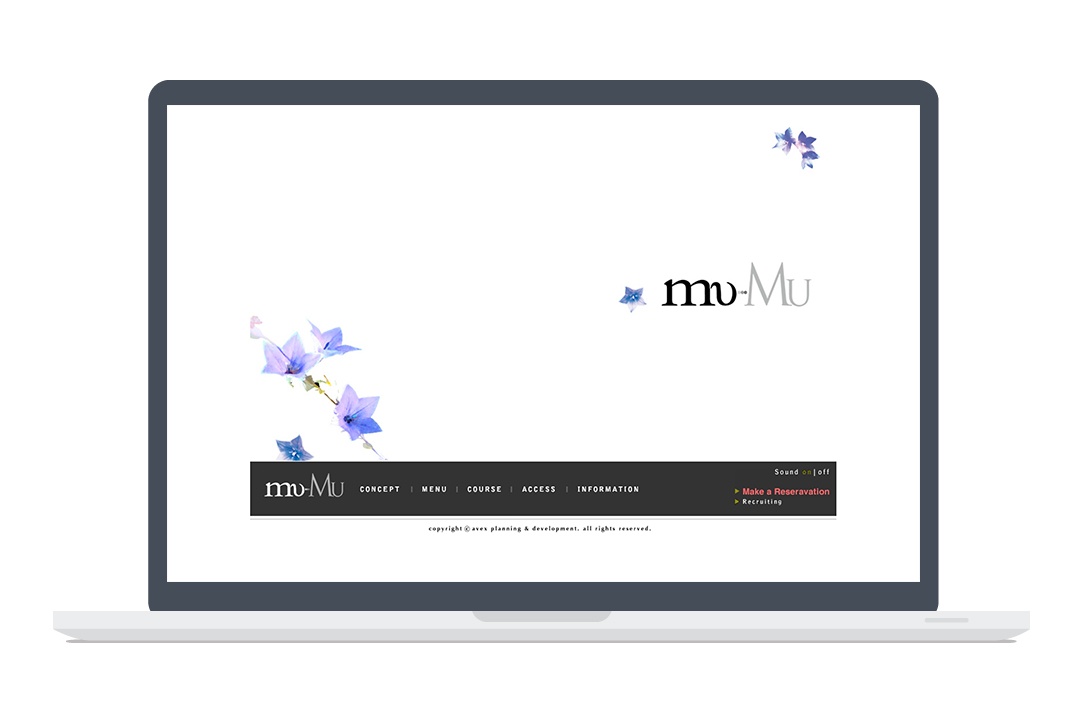 mu-Mu
Sound on|off
mu-Mu CONCEPT | MENU | COURSE | ACCESS | INFORMATION
Make a Reseravation
Recruiting
copyright © avex planning & development. all rights reserved.